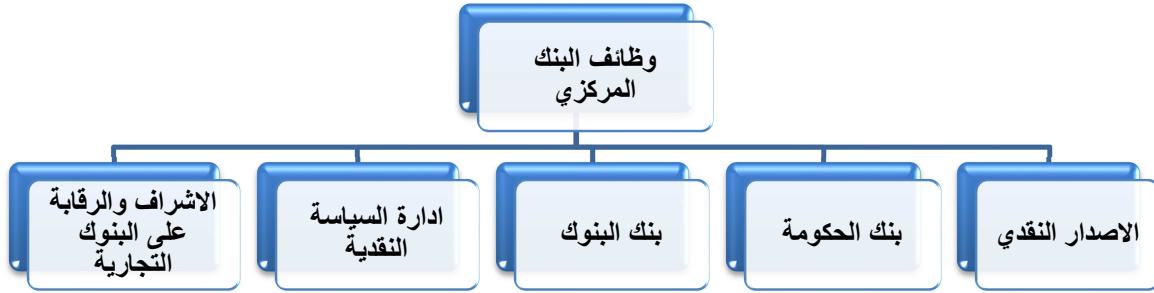 وظائف البنك
المركزي
الاصدار النقدي
بنك الحكومة
بنك البنوك
ادارة السياسة
النقدية
الاشراف والرقابة
على البنوك
التجارية